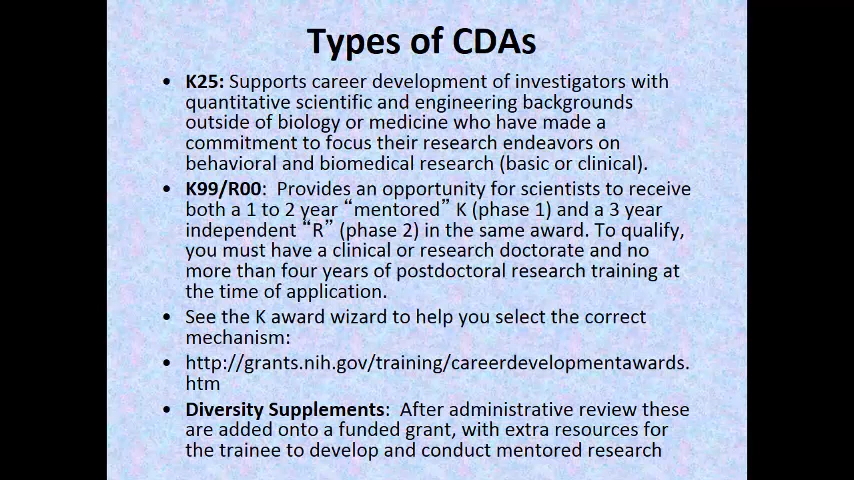 Types of CDAs
• K25: Supports career development of investigators with
quantitative scientific and engineering backgrounds
outside of biology or medicine who have made a
commitment to focus their research endeavors on
behavioral and biomedical research (basic or clinical).
• K99/R00:  Provides an opportunity for scientists to receive
both a 1 to 2 year “mentored” K (phase 1) and a 3 year
independent “R” (phase 2) in the same award. To qualify,
you must have a clinical or research doctorate and no
more than four years of postdoctoral research training at
the time of application.
• See the K award wizard to help you select the correct
mechanism:
• http://grants.nih.gov/training/careerdevelopmentawards.
htm
• Diversity Supplements:  After administrative review these
are added onto a funded grant, with extra resources for
the trainee to develop and conduct mentored research